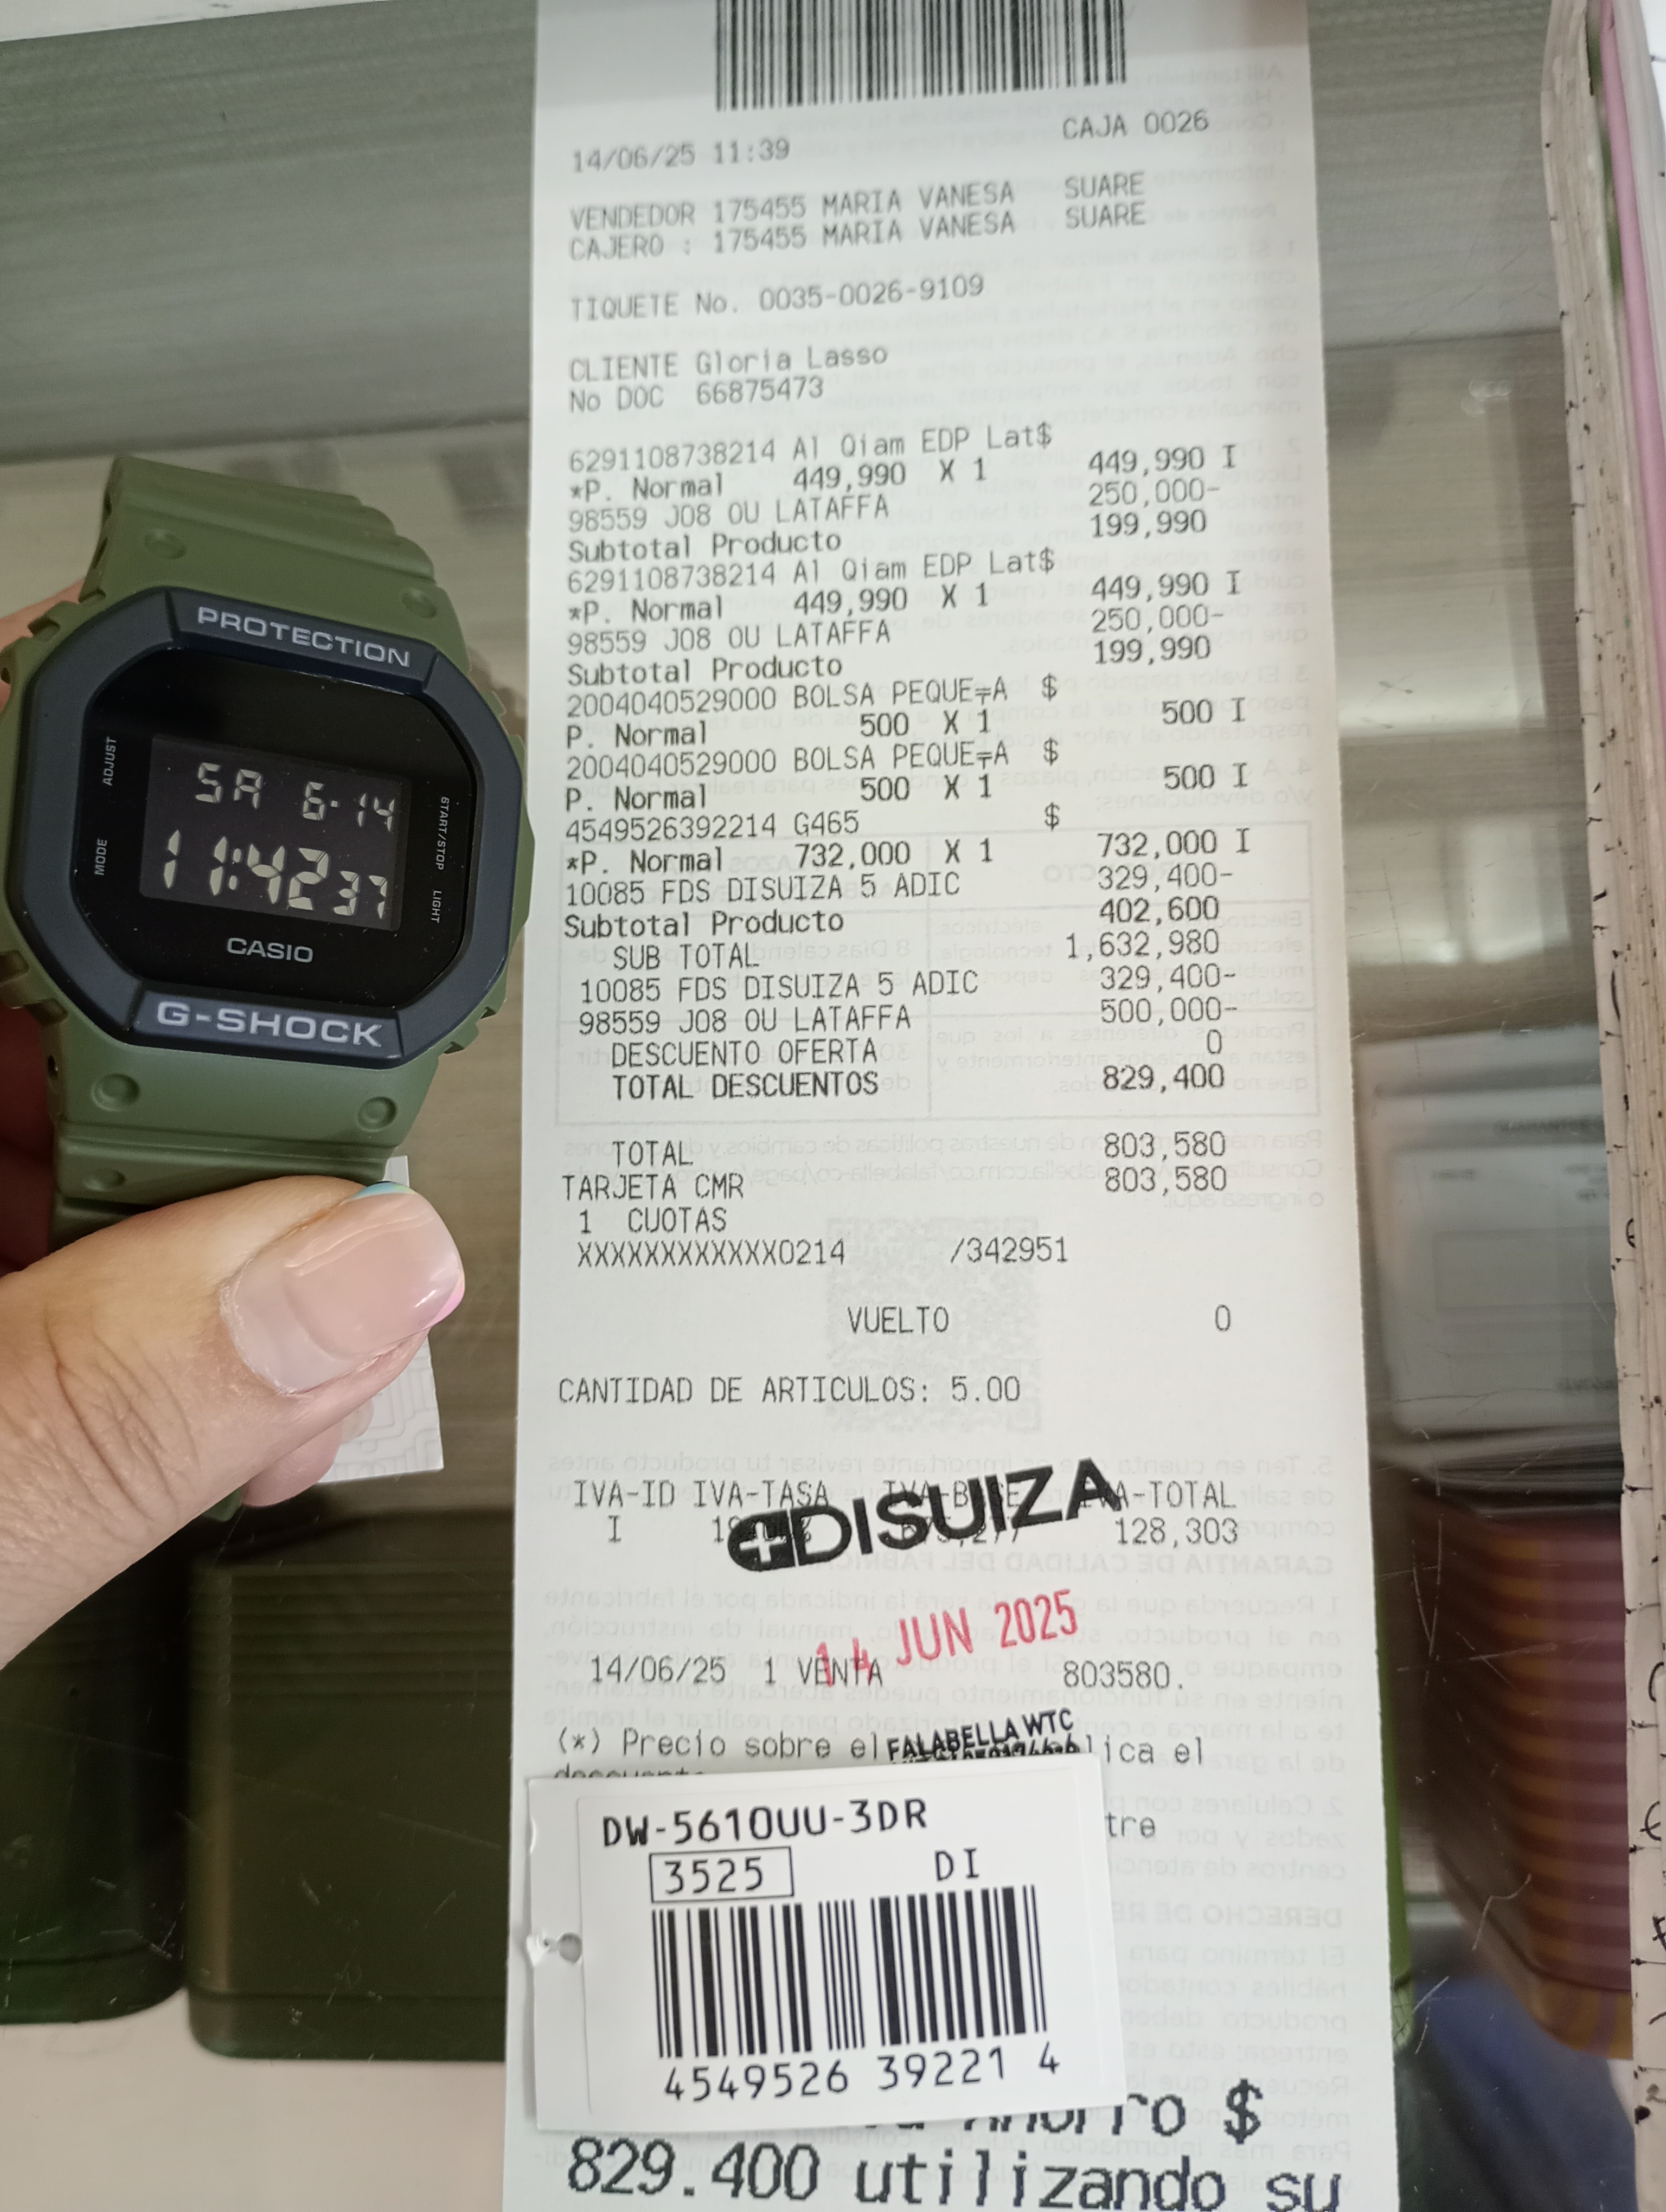 PROTECTION
ADJUST
START/STOP
SA 6-14
MODE
11:42 37
LIGHT
CASIO
G-SHOCK
CAJA 0026
14/06/25 11:39
VENDEDOR 175455 MARIA VANESA SUARE
CAJERO : 175455 MARIA VANESA SUARE
TIQUETE No. 0035-0026-9109
CLIENTE Gloria Lasso
No DOC 66875473
6291108738214 Al Qiam EDP Lat$
*P. Normal 449,990 X 1 449,990 I
98559 J08 OU LATAFFA 250,000-
Subtotal Producto 199,990
6291108738214 Al Qiam EDP Lat$
*P. Normal 449,990 X 1 449,990 I
98559 J08 OU LATAFFA 250,000-
Subtotal Producto 199,990
2004040529000 BOLSA PEQUE╤A $
P. Normal 500 X 1 500 I
2004040529000 BOLSA PEQUE╤A $
P. Normal 500 X 1 500 I
4549526392214 G465 $
*P. Normal 732,000 X 1 732,000 I
10085 FDS DISUIZA 5 ADIC 329,400-
Subtotal Producto 402,600
SUB TOTAL 1,632,980
10085 FDS DISUIZA 5 ADIC 329,400-
98559 J08 OU LATAFFA 500,000-
DESCUENTO OFERTA 0
TOTAL DESCUENTOS 829,400
TOTAL 803,580
TARJETA CMR 803,580
1 CUOTAS
XXXXXXXXXXXX0214 /342951
VUELTO 0
CANTIDAD DE ARTICULOS: 5.00
IVA-ID IVA-TASA IVA-BASE IVA-TOTAL
I 128,303
DISUIZA
14 JUN 2025
14/06/25 1 VENTA 803580.
FALABELLA WTC
(*) Precio sobre el el
DW-5610UU-3DR
3525 DI
4549526 39221 4
$
829.400 utilizando su